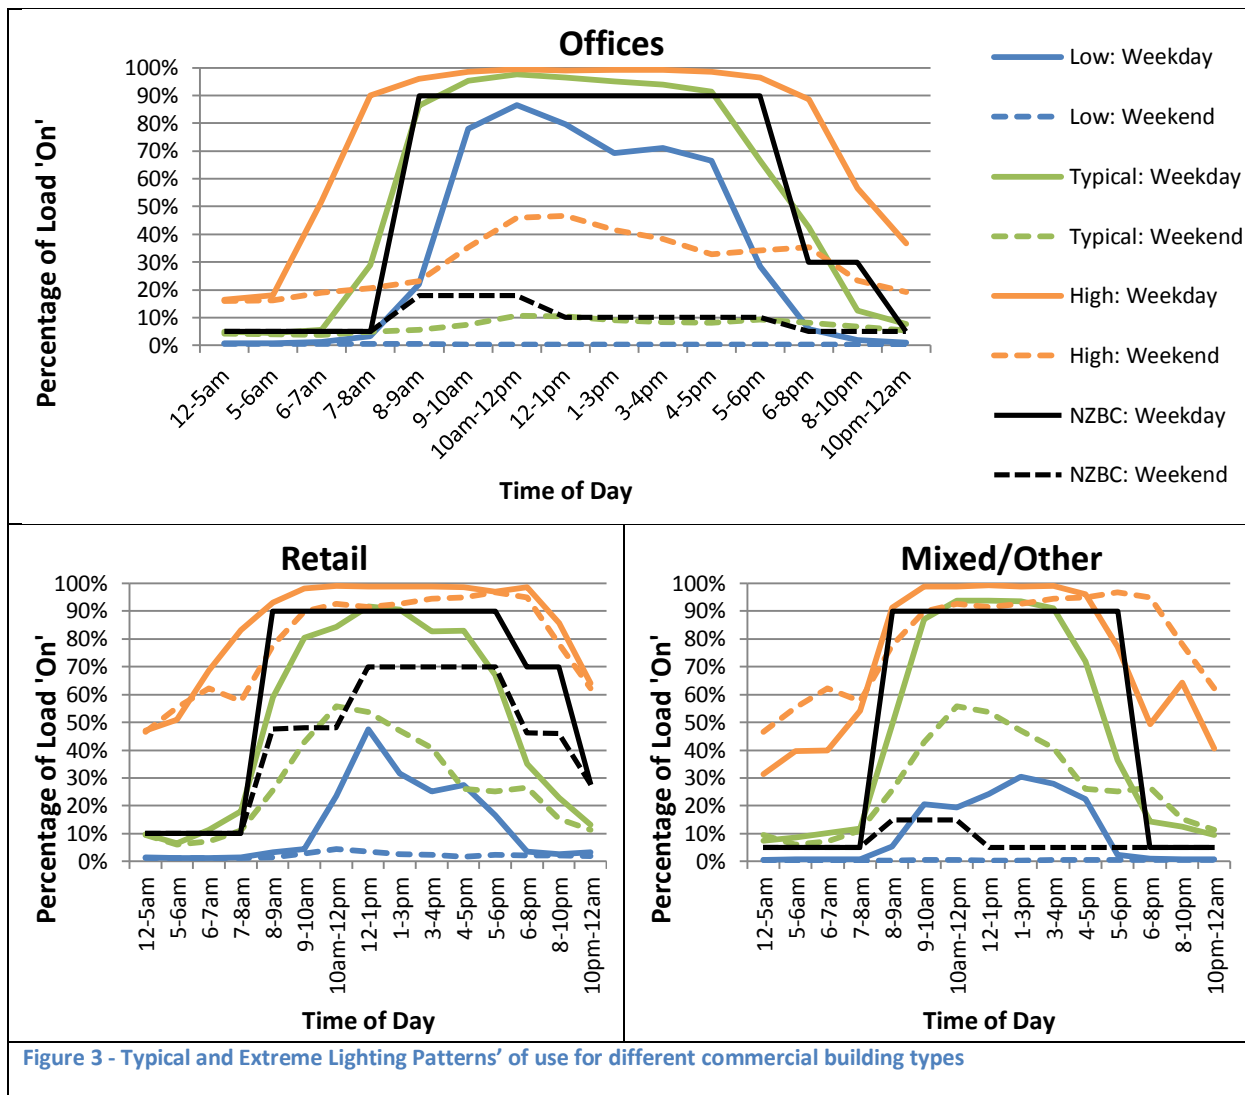 Offices
Percentage of Load 'On'
100%
90%
80%
70%
60%
50%
40%
30%
20%
10%
0%
12-5am
5-6am
6-7am
7-8am
8-9am
9-10am
10am-12pm
12-1pm
1-3pm
3-4pm
4-5pm
5-6pm
6-8pm
8-10pm
10pm-12am
Time of Day
Low: Weekday
Low: Weekend
Typical: Weekday
Typical: Weekend
High: Weekday
High: Weekend
NZBC: Weekday
NZBC: Weekend
Retail
Percentage of Load 'On'
100%
90%
80%
70%
60%
50%
40%
30%
20%
10%
0%
12-5am
5-6am
6-7am
7-8am
8-9am
9-10am
10am-12pm
12-1pm
1-3pm
3-4pm
4-5pm
5-6pm
6-8pm
8-10pm
10pm-12am
Time of Day
Mixed/Other
Percentage of Load 'On'
100%
90%
80%
70%
60%
50%
40%
30%
20%
10%
0%
12-5am
5-6am
6-7am
7-8am
8-9am
9-10am
10am-12pm
12-1pm
1-3pm
3-4pm
4-5pm
5-6pm
6-8pm
8-10pm
10pm-12am
Time of Day
Figure 3 - Typical and Extreme Lighting Patterns’ of use for different commercial building types